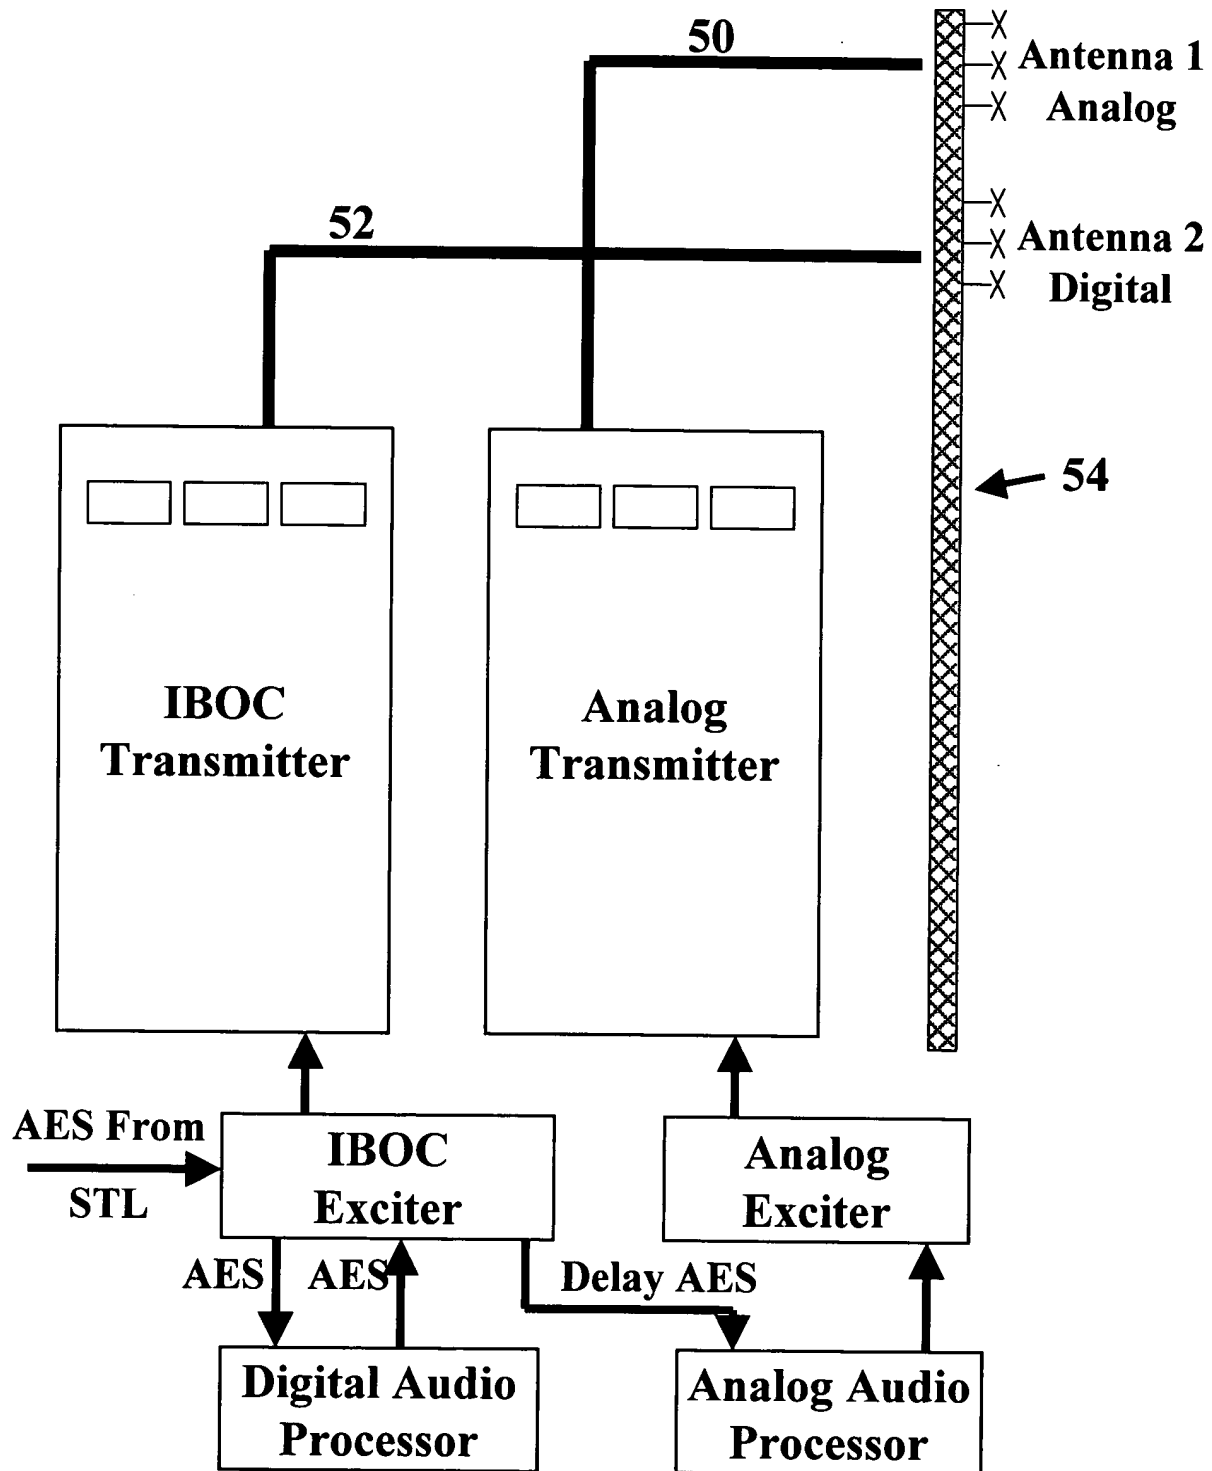 50
Antenna 1
Analog
52
Antenna 2
Digital
54
IBOC
Transmitter
Analog
Transmitter
AES From
STL
IBOC
Exciter
Analog
Exciter
AES
AES
Delay AES
Digital Audio
Processor
Analog Audio
Processor